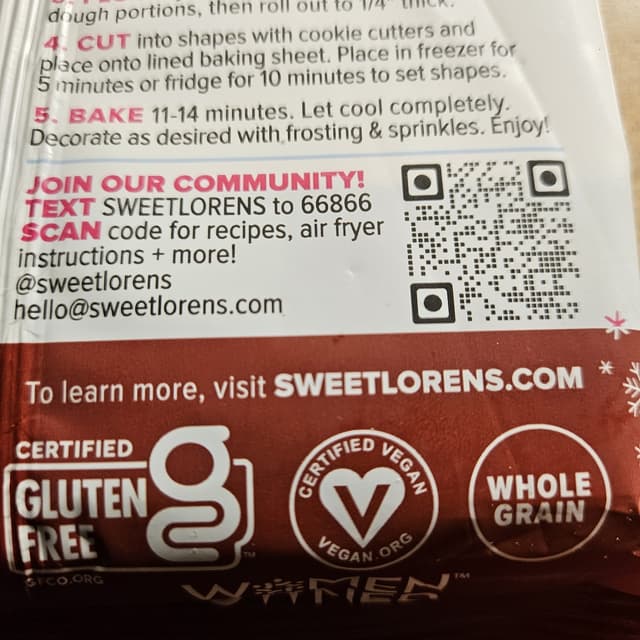 dough portions, then roll out to 1/4" thick.
4. CUT into shapes with cookie cutters and
place onto lined baking sheet. Place in freezer for
5 minutes or fridge for 10 minutes to set shapes.
5. BAKE 11-14 minutes. Let cool completely.
Decorate as desired with frosting & sprinkles. Enjoy!
JOIN OUR COMMUNITY!
TEXT SWEETLORENS to 66866
SCAN code for recipes, air fryer
instructions + more!
@sweetlorens
hello@sweetlorens.com
To learn more, visit SWEETLORENS.COM
CERTIFIED
GLUTEN
FREE
TM
GFCO.ORG
CERTIFIED VEGAN
V
VEGAN.ORG
WHOLE
GRAIN
WOMEN
OWNED
TM